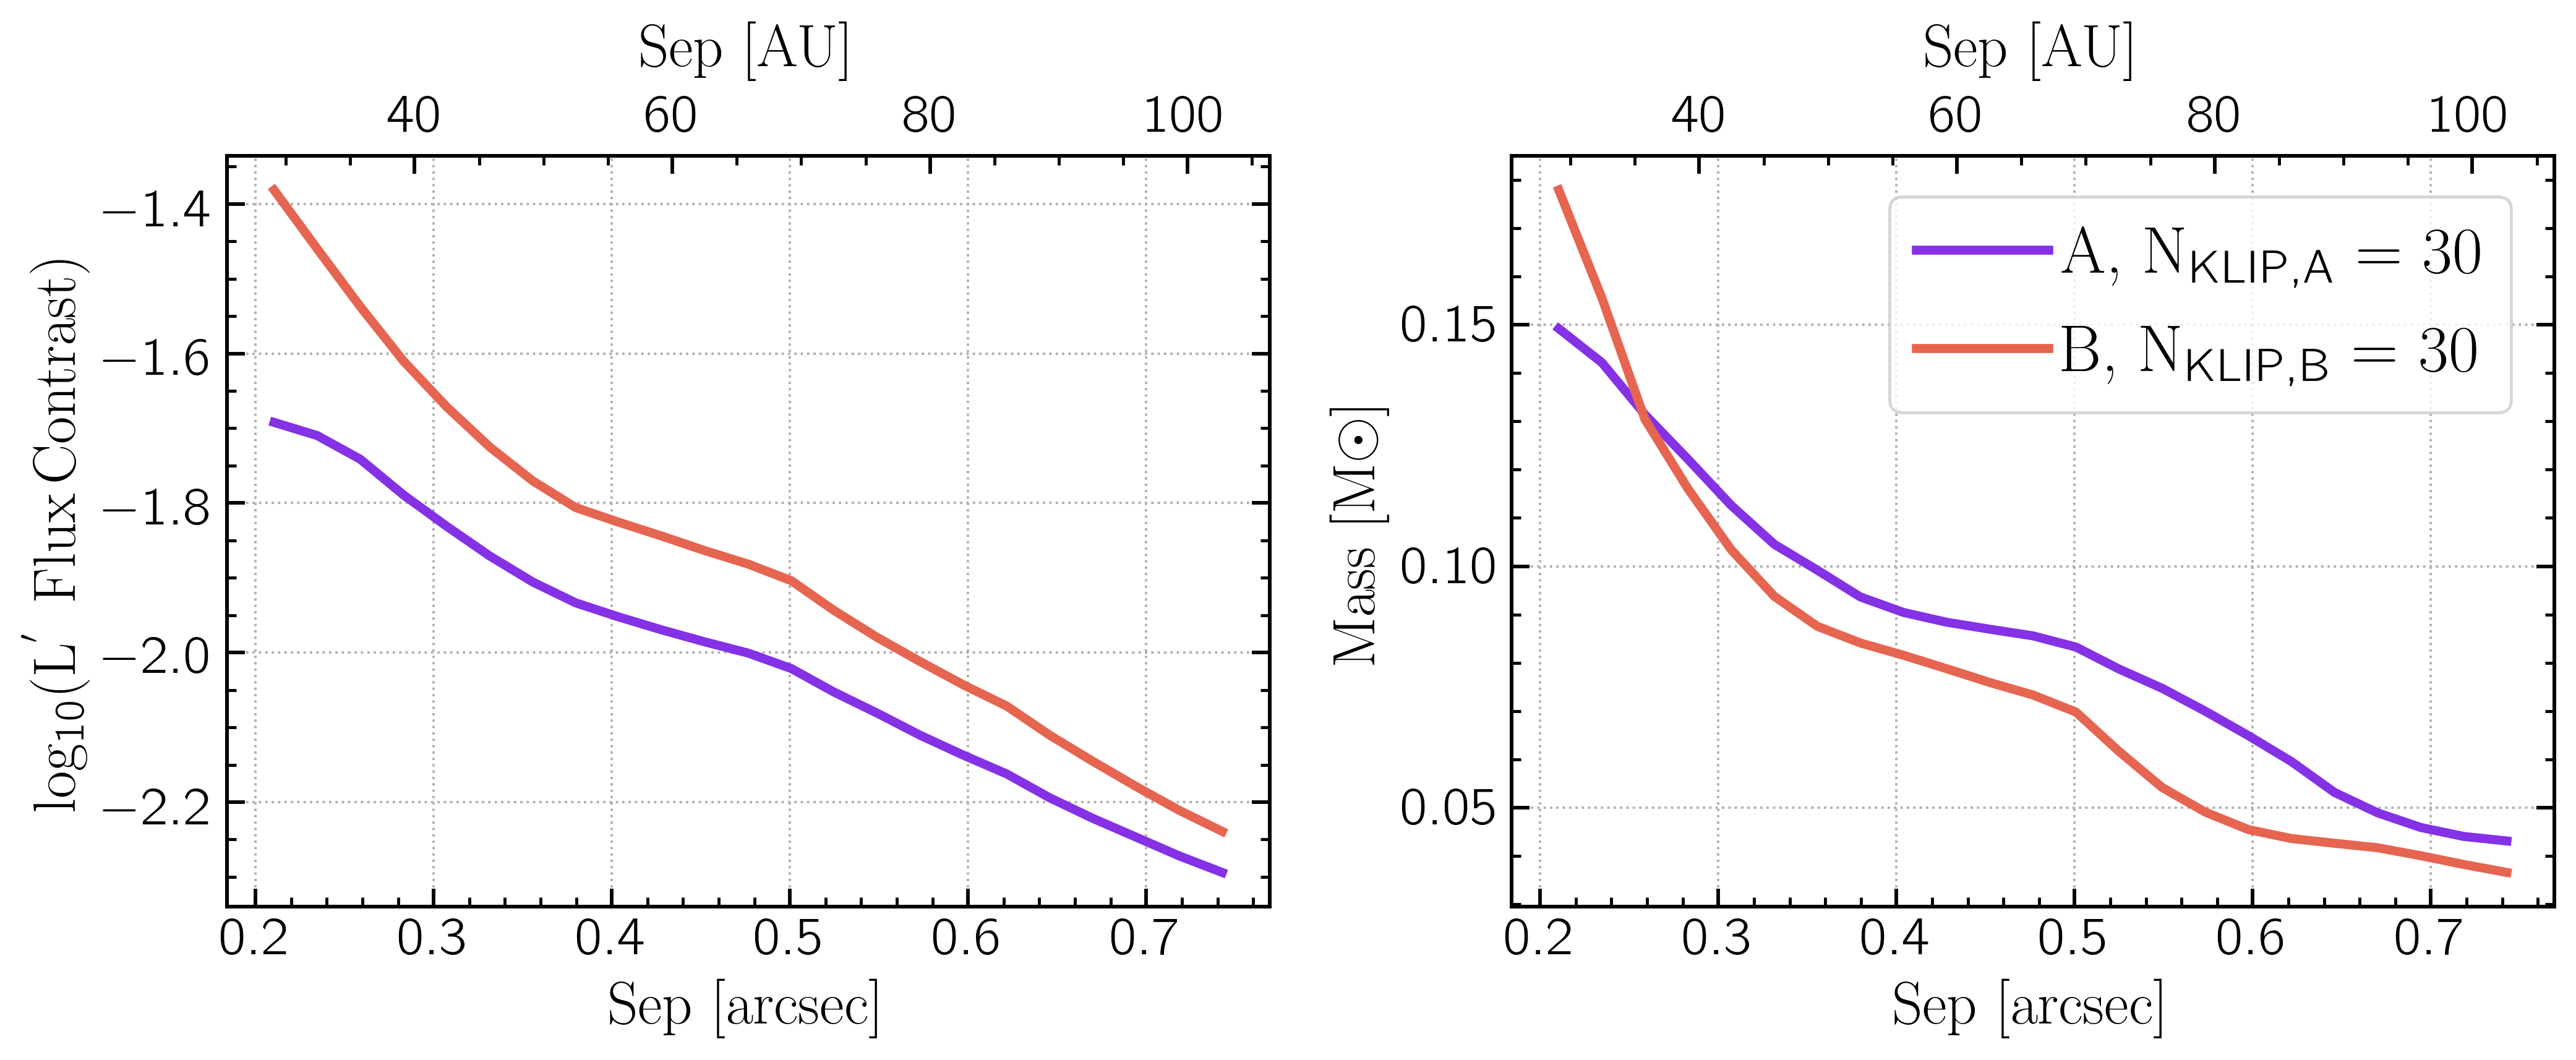 Sep [AU]
40 60 80 100
log10(L′ Flux Contrast)
−1.4
−1.6
−1.8
−2.0
−2.2
0.2 0.3 0.4 0.5 0.6 0.7
Sep [arcsec]
Sep [AU]
40 60 80 100
Mass [M⊙]
0.15
0.10
0.05
A, N_KLIP,A = 30
B, N_KLIP,B = 30
0.2 0.3 0.4 0.5 0.6 0.7
Sep [arcsec]